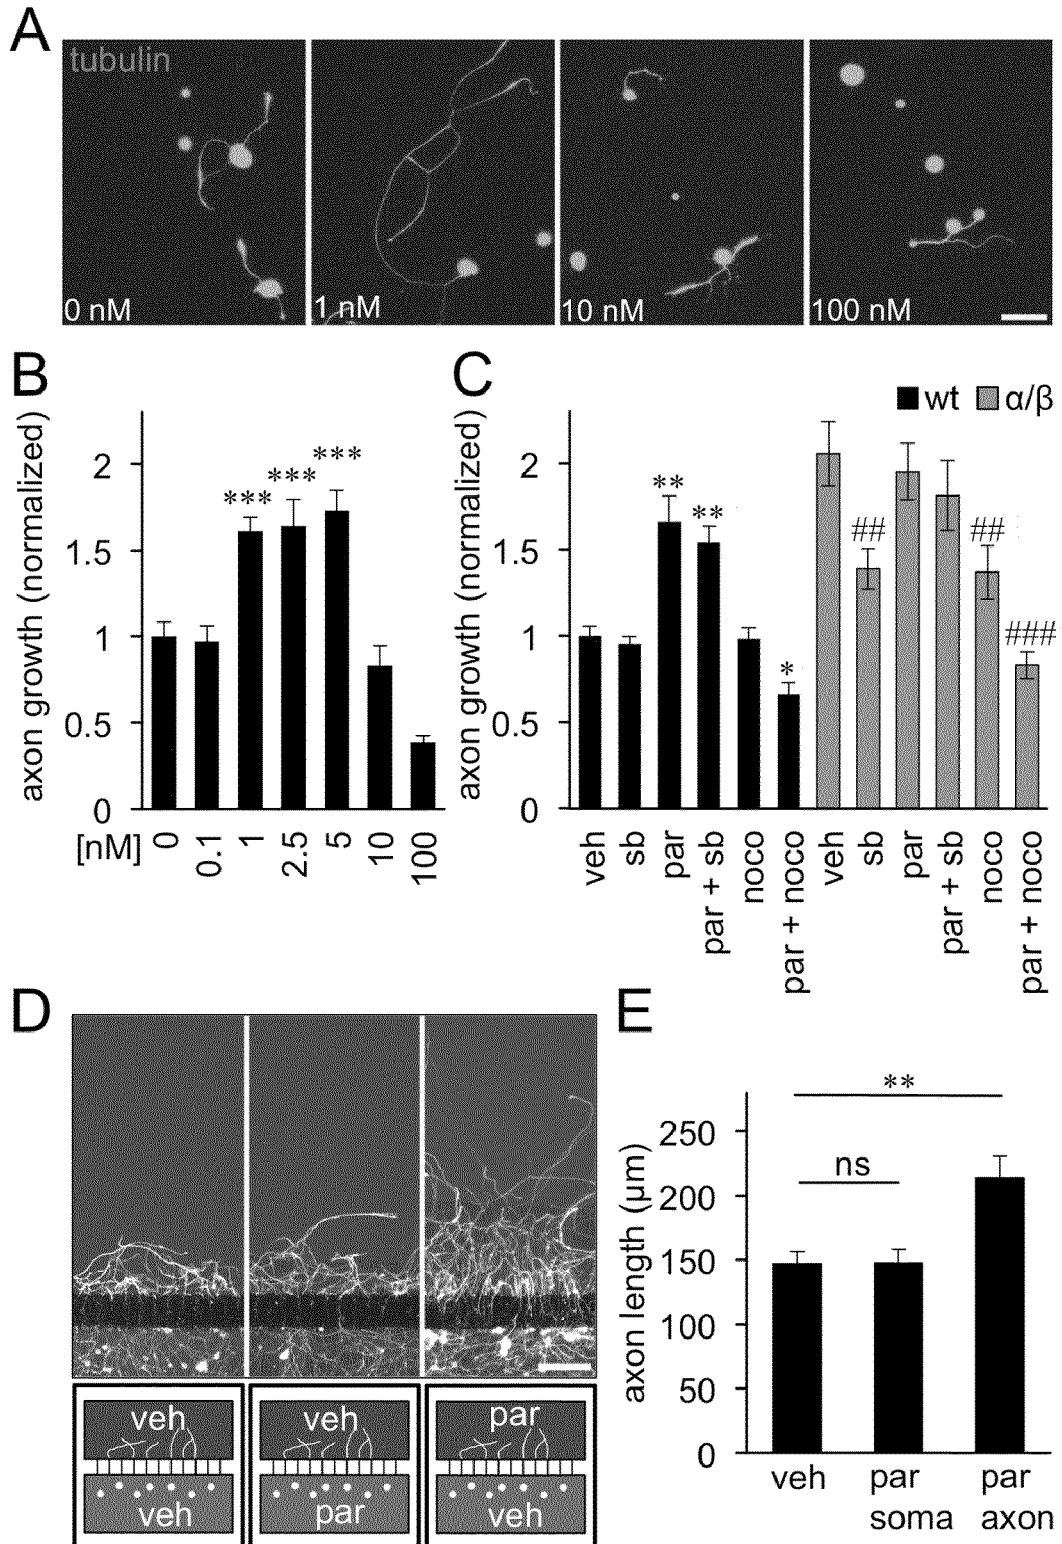 A
tubulin
0 nM
1 nM
10 nM
100 nM
B
axon growth (normalized)
2
1.5
1
0.5
0
***
***
***
[nM]
0
0.1
1
2.5
5
10
100
C
wt
α/β
axon growth (normalized)
2
1.5
1
0.5
0
**
**
*
##
##
###
veh
sb
par
par + sb
noco
par + noco
veh
sb
par
par + sb
noco
par + noco
D
veh
veh
veh
par
par
veh
E
axon length (µm)
250
200
150
100
50
0
**
ns
veh
par soma
par axon